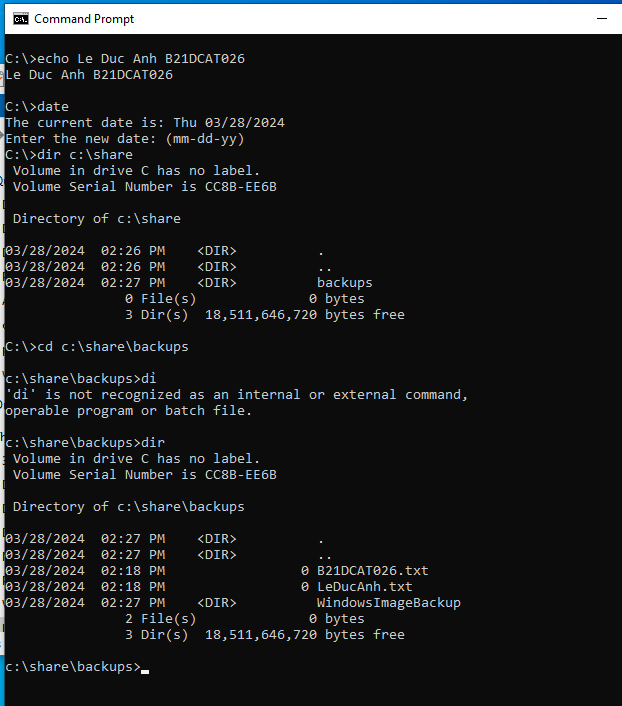 Command Prompt
C:\>echo Le Duc Anh B21DCAT026
Le Duc Anh B21DCAT026
C:\>date
The current date is: Thu 03/28/2024
Enter the new date: (mm-dd-yy)
C:\>dir c:\share
 Volume in drive C has no label.
 Volume Serial Number is CC8B-EE6B
 Directory of c:\share
03/28/2024  02:26 PM    <DIR>          .
03/28/2024  02:26 PM    <DIR>          ..
03/28/2024  02:27 PM    <DIR>          backups
               0 File(s)              0 bytes
               3 Dir(s)  18,511,646,720 bytes free
C:\>cd c:\share\backups
c:\share\backups>di
'di' is not recognized as an internal or external command,
operable program or batch file.
c:\share\backups>dir
 Volume in drive C has no label.
 Volume Serial Number is CC8B-EE6B
 Directory of c:\share\backups
03/28/2024  02:27 PM    <DIR>          .
03/28/2024  02:27 PM    <DIR>          ..
03/28/2024  02:18 PM                 0 B21DCAT026.txt
03/28/2024  02:18 PM                 0 LeDucAnh.txt
03/28/2024  02:27 PM    <DIR>          WindowsImageBackup
               2 File(s)              0 bytes
               3 Dir(s)  18,511,646,720 bytes free
c:\share\backups>